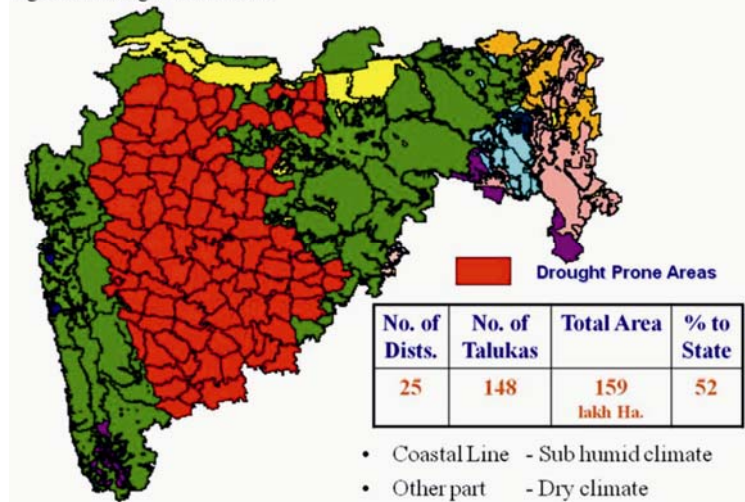 Drought Prone Areas
No. of Dists. No. of Talukas Total Area % to State
25 148 159 lakh Ha. 52
• Coastal Line - Sub humid climate
• Other part - Dry climate